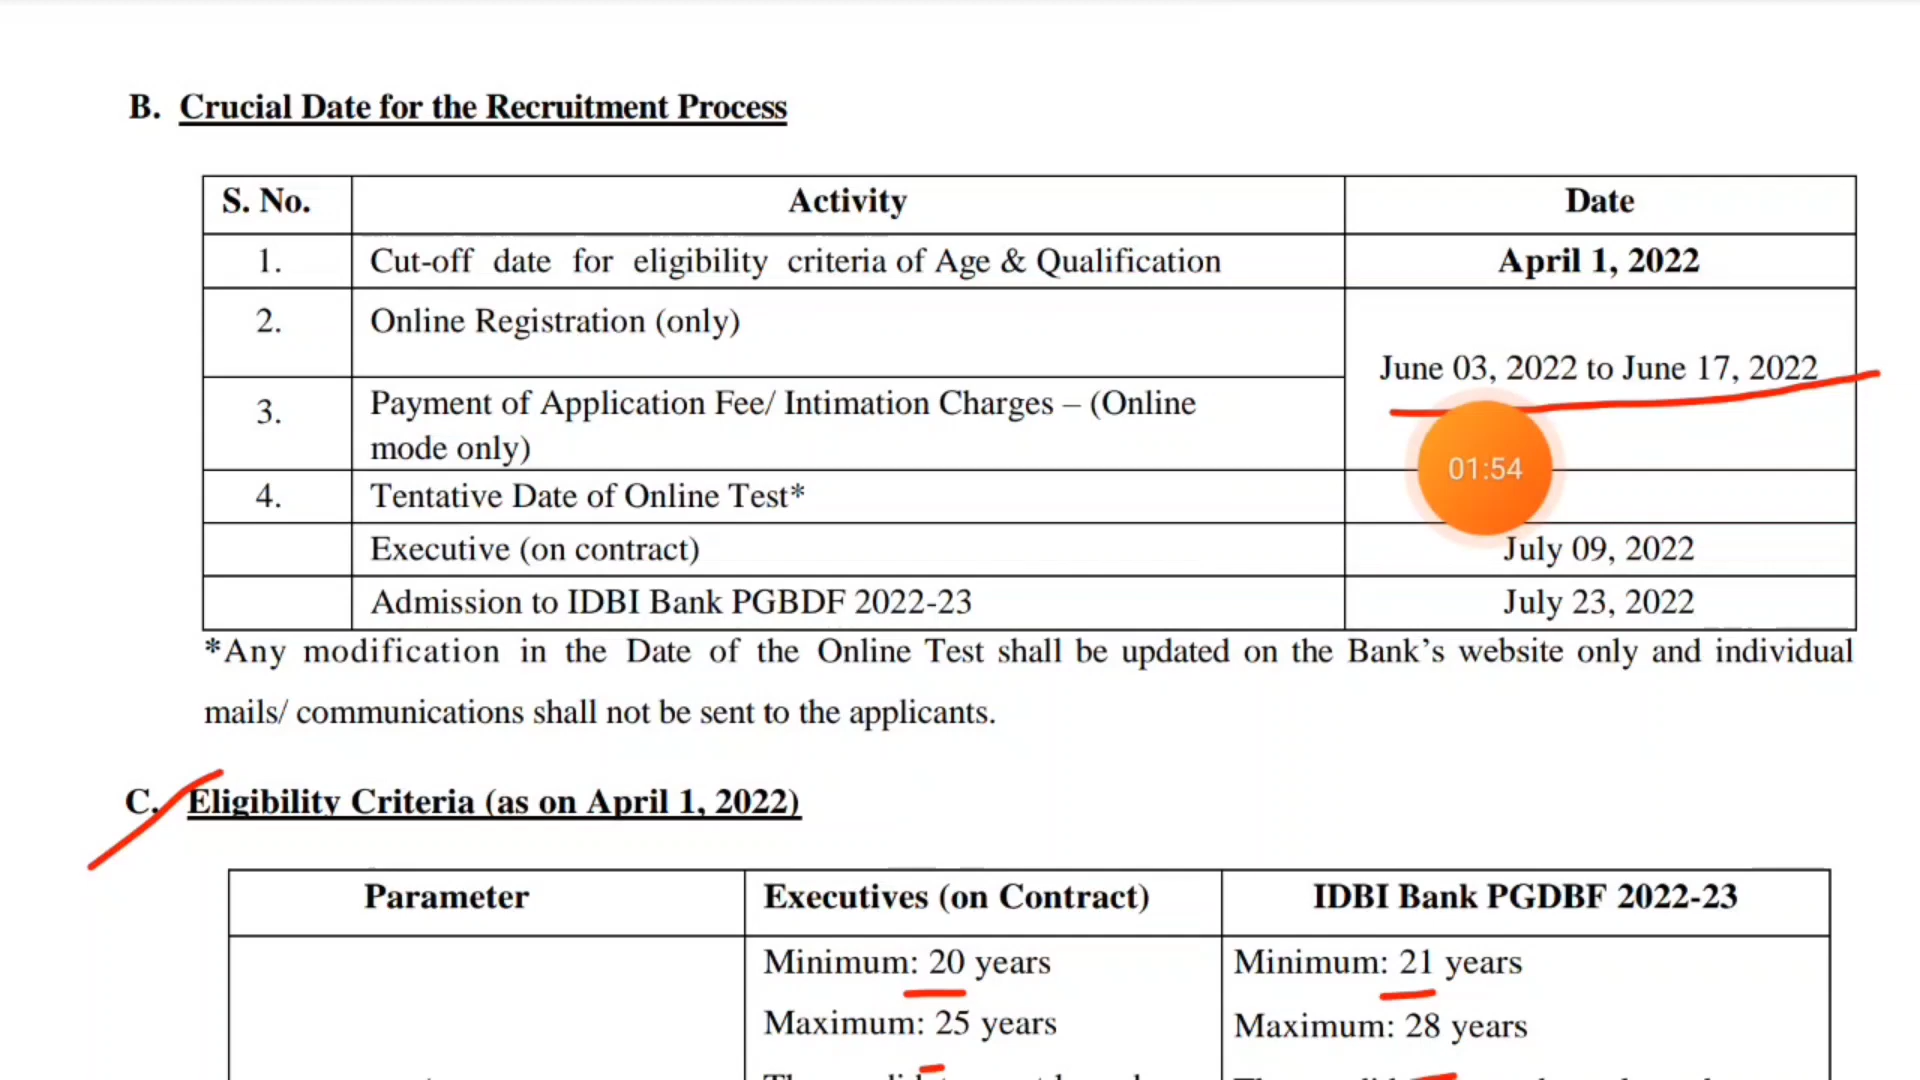 B. Crucial Date for the Recruitment Process
S. No. Activity Date
1. Cut-off date for eligibility criteria of Age & Qualification April 1, 2022
2. Online Registration (only)
June 03, 2022 to June 17, 2022
3. Payment of Application Fee/ Intimation Charges – (Online
mode only)
01:54
4. Tentative Date of Online Test*
Executive (on contract) July 09, 2022
Admission to IDBI Bank PGBDF 2022-23 July 23, 2022
*Any modification in the Date of the Online Test shall be updated on the Bank's website only and individual
mails/ communications shall not be sent to the applicants.
C. Eligibility Criteria (as on April 1, 2022)
Parameter Executives (on Contract) IDBI Bank PGDBF 2022-23
Minimum: 20 years Minimum: 21 years
Maximum: 25 years Maximum: 28 years